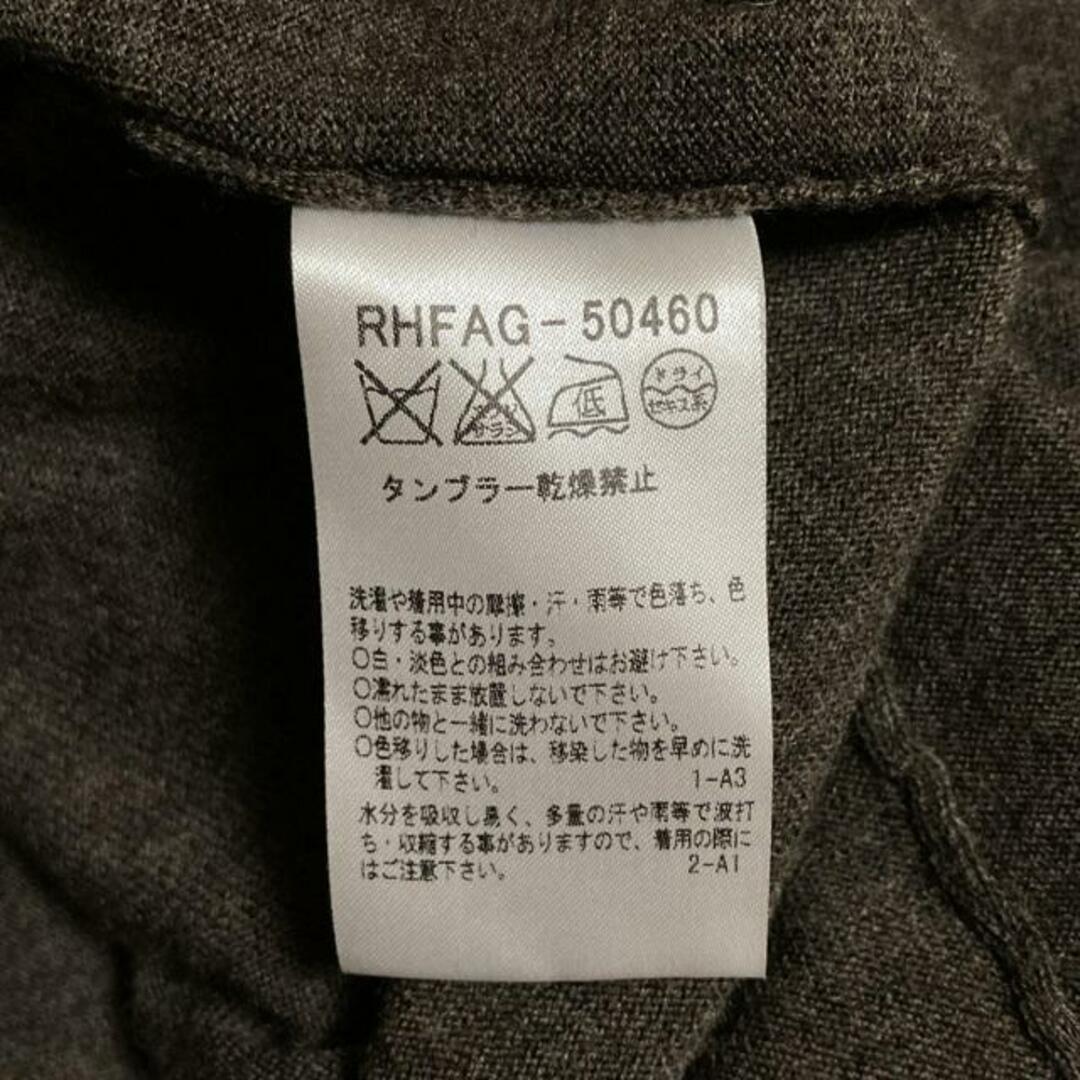 RHFAG-50460
低
ドライ
セキユ系
サラシ
タンブラー乾燥禁止
洗濯や着用中の摩擦・汗・雨等で色落ち、色
移りする事があります。
○白・淡色との組み合わせはお避け下さい。
○濡れたまま放置しないで下さい。
○他の物と一緒に洗わないで下さい。
○色移りした場合は、移染した物を早めに洗
濯して下さい。 1-A3
水分を吸収し易く、多量の汗や雨等で波打
ち・収縮する事がありますので、着用の際に
はご注意下さい。 2-A1